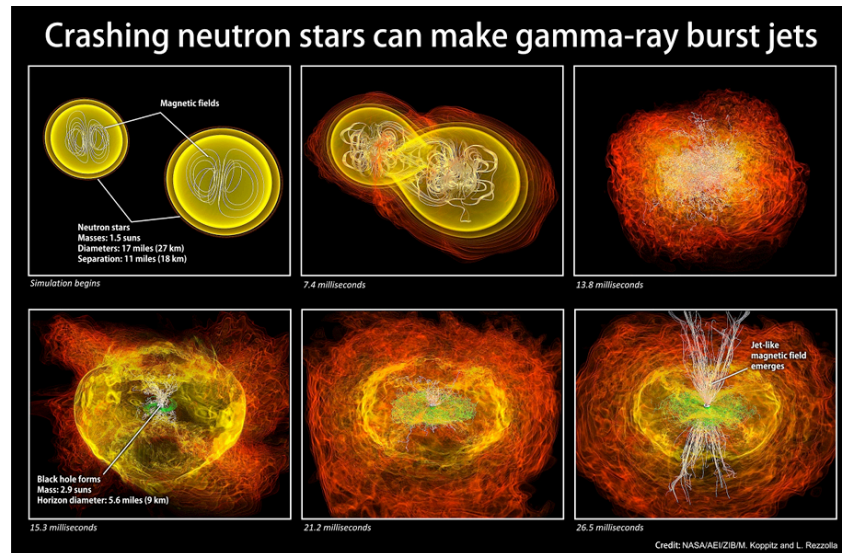 Crashing neutron stars can make gamma-ray burst jets
Magnetic fields
Neutron stars
Masses: 1.5 suns
Diameters: 17 miles (27 km)
Separation: 11 miles (18 km)
Simulation begins
7.4 milliseconds
13.8 milliseconds
Black hole forms
Mass: 2.9 suns
Horizon diameter: 5.6 miles (9 km)
15.3 milliseconds
21.2 milliseconds
Jet-like
magnetic field
emerges
26.5 milliseconds
Credit: NASA/AEI/ZIB/M. Koppitz and L. Rezzolla